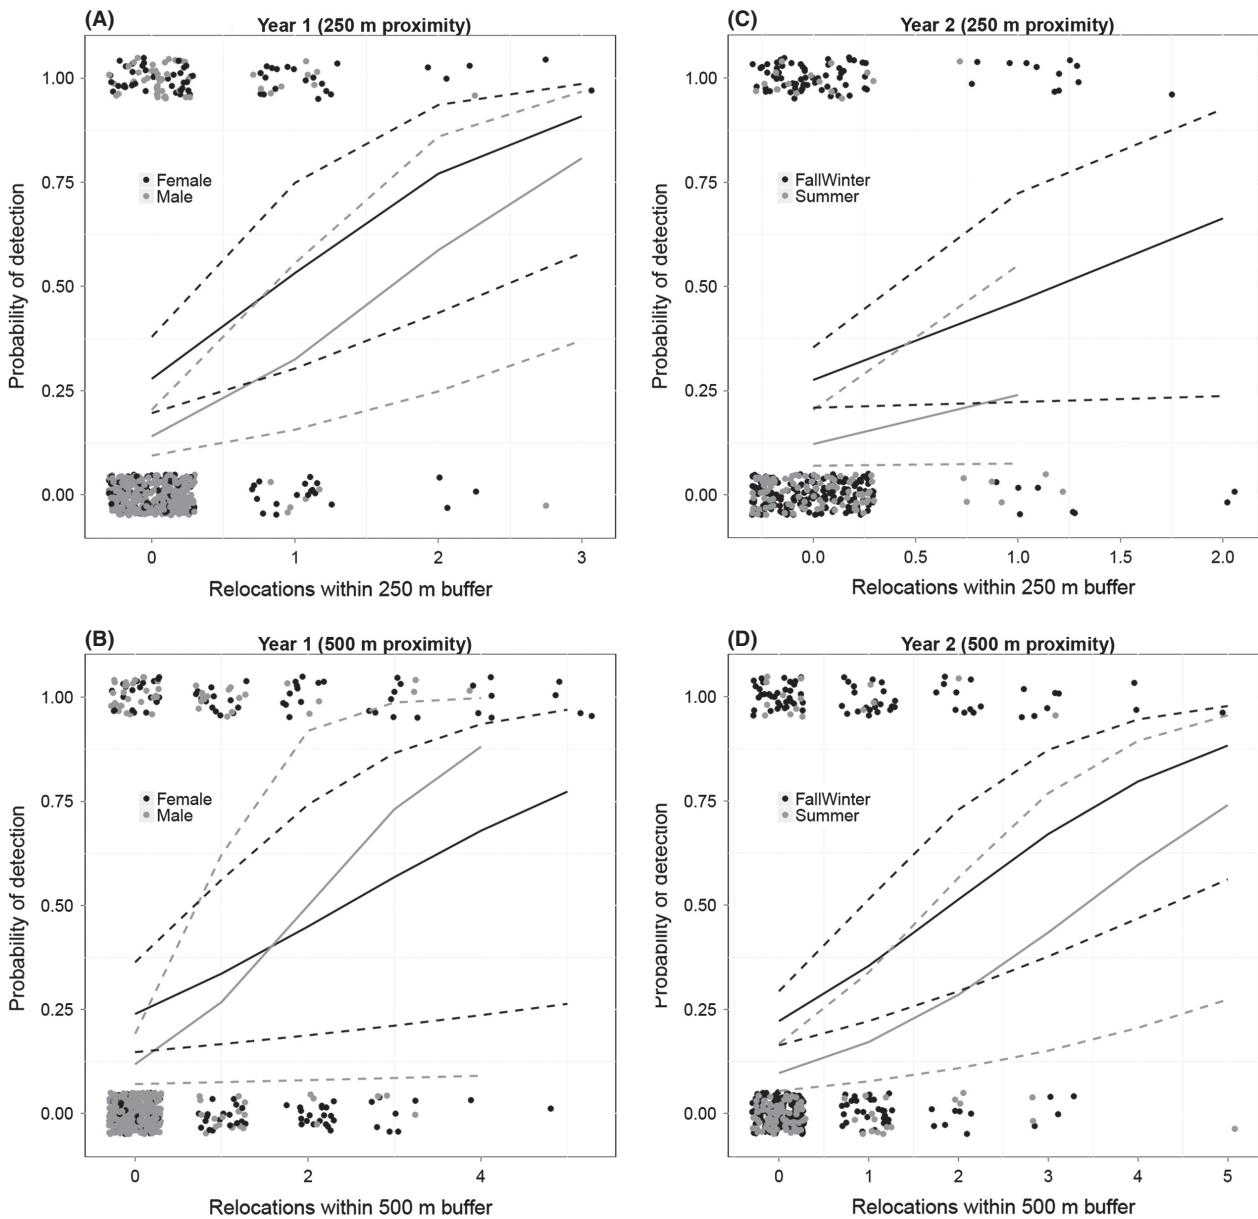 (A)
Year 1 (250 m proximity)
Probability of detection
1.00
0.75
0.50
0.25
0.00
Female
Male
0 1 2 3
Relocations within 250 m buffer
(C)
Year 2 (250 m proximity)
Probability of detection
1.00
0.75
0.50
0.25
0.00
FallWinter
Summer
0.0 0.5 1.0 1.5 2.0
Relocations within 250 m buffer
(B)
Year 1 (500 m proximity)
Probability of detection
1.00
0.75
0.50
0.25
0.00
Female
Male
0 2 4
Relocations within 500 m buffer
(D)
Year 2 (500 m proximity)
Probability of detection
1.00
0.75
0.50
0.25
0.00
FallWinter
Summer
0 1 2 3 4 5
Relocations within 500 m buffer